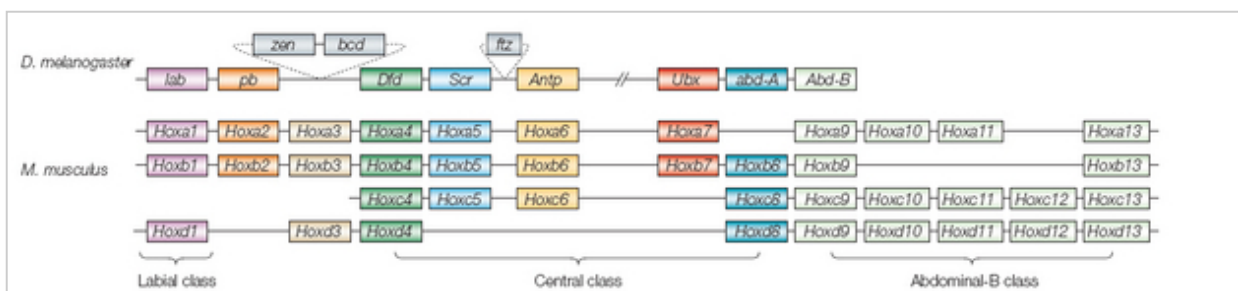 zen bcd ftz
D. melanogaster
lab pb Dfd Scr Antp // Ubx abd-A Abd-B
Hoxa1 Hoxa2 Hoxa3 Hoxa4 Hoxa5 Hoxa6 Hoxa7 Hoxa9 Hoxa10 Hoxa11 Hoxa13
M. musculus
Hoxb1 Hoxb2 Hoxb3 Hoxb4 Hoxb5 Hoxb6 Hoxb7 Hoxb8 Hoxb9 Hoxb13
Hoxc4 Hoxc5 Hoxc6 Hoxc8 Hoxc9 Hoxc10 Hoxc11 Hoxc12 Hoxc13
Hoxd1 Hoxd3 Hoxd4 Hoxd8 Hoxd9 Hoxd10 Hoxd11 Hoxd12 Hoxd13
Labial class Central class Abdominal-B class